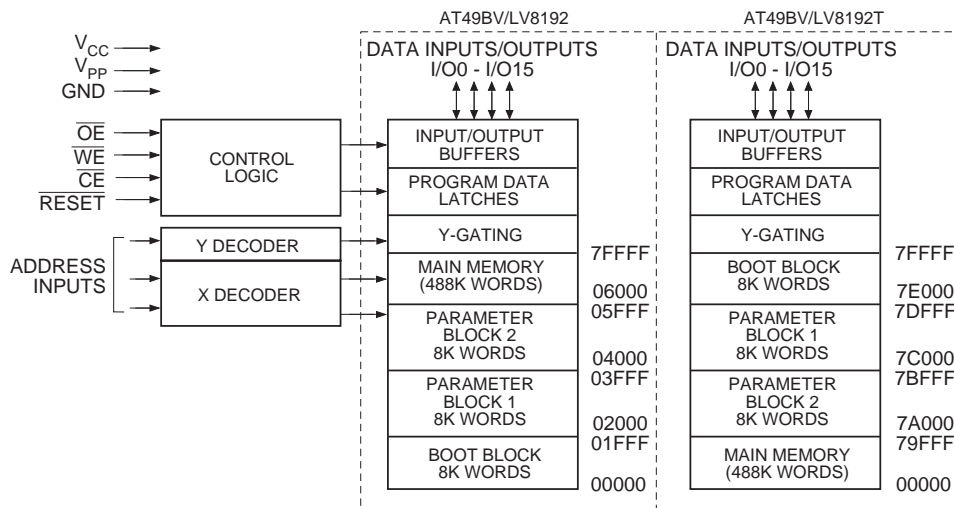 AT49BV/LV8192
AT49BV/LV8192T
VCC
VPP
GND
OE
WE
CE
RESET
CONTROL
LOGIC
ADDRESS
INPUTS
Y DECODER
X DECODER
DATA INPUTS/OUTPUTS
I/O0 - I/O15
INPUT/OUTPUT
BUFFERS
PROGRAM DATA
LATCHES
Y-GATING
7FFFF
MAIN MEMORY
(488K WORDS)
06000
05FFF
PARAMETER
BLOCK 2
8K WORDS
04000
03FFF
PARAMETER
BLOCK 1
8K WORDS
02000
01FFF
BOOT BLOCK
8K WORDS
00000
DATA INPUTS/OUTPUTS
I/O0 - I/O15
INPUT/OUTPUT
BUFFERS
PROGRAM DATA
LATCHES
Y-GATING
7FFFF
BOOT BLOCK
8K WORDS
7E000
7DFFF
PARAMETER
BLOCK 1
8K WORDS
7C000
7BFFF
PARAMETER
BLOCK 2
8K WORDS
7A000
79FFF
MAIN MEMORY
(488K WORDS)
00000